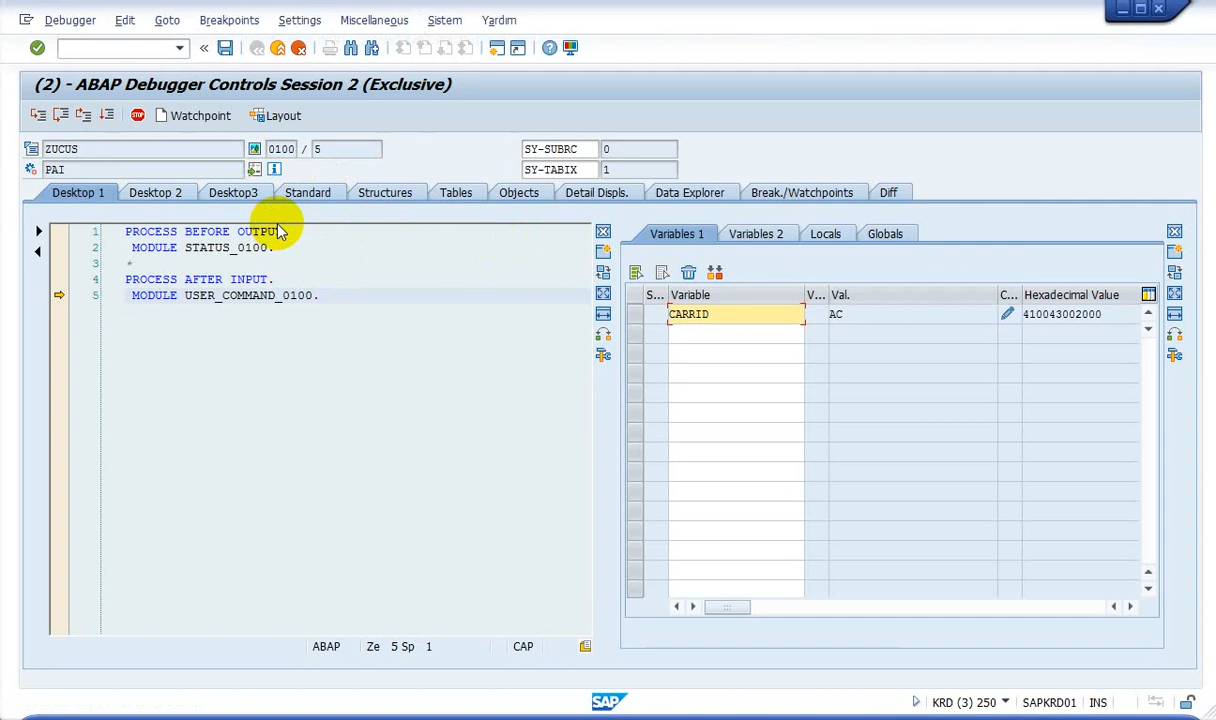 Debugger Edit Goto Breakpoints Settings Miscellaneous Sistem Yardım
(2) - ABAP Debugger Controls Session 2 (Exclusive)
STOP Watchpoint Layout
ZUCUS 0100 / 5 SY-SUBRC 0
PAI SY-TABIX 1
Desktop 1 Desktop 2 Desktop3 Standard Structures Tables Objects Detail Displs. Data Explorer Break./Watchpoints Diff
Variables 1 Variables 2 Locals Globals
1 PROCESS BEFORE OUTPU
2 MODULE STATUS_0100.
3 *
4 PROCESS AFTER INPUT.
5 MODULE USER_COMMAND_0100.
S... Variable V... Val. C... Hexadecimal Value
CARRID AC 410043002000
ABAP Ze 5 Sp 1 CAP
SAP KRD (3) 250 SAPKRD01 INS